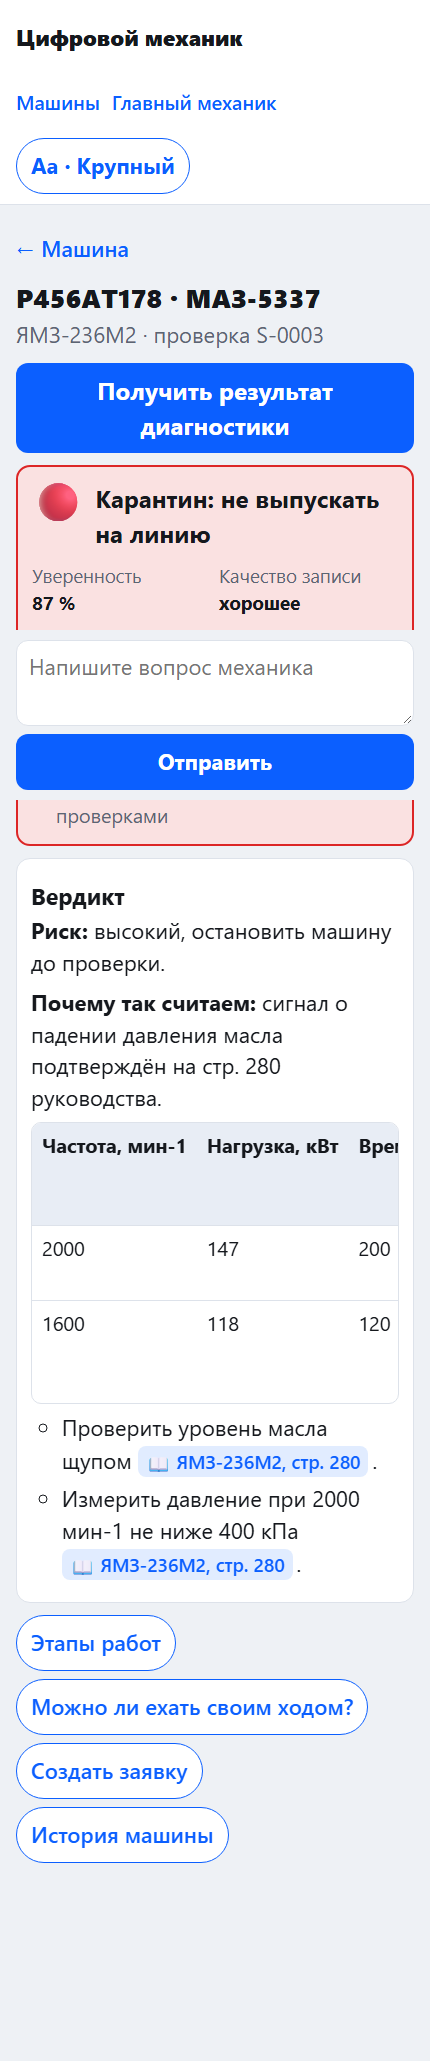 Цифровой механик
Машины Главный механик
Аа · Крупный
← Машина
Р456АТ178 · МАЗ-5337
ЯМЗ-236М2 · проверка S-0003
Получить результат
диагностики
Карантин: не выпускать
на линию
Уверенность Качество записи
87 % хорошее
Напишите вопрос механика
Отправить
проверками
Вердикт
Риск: высокий, остановить машину
до проверки.
Почему так считаем: сигнал о
падении давления масла
подтверждён на стр. 280
руководства.
Частота, мин-1 Нагрузка, кВт
2000 147 200
1600 118 120
Проверить уровень масла
щупом 📖 ЯМЗ-236М2, стр. 280 .
Измерить давление при 2000
мин-1 не ниже 400 кПа
📖 ЯМЗ-236М2, стр. 280 .
Этапы работ
Можно ли ехать своим ходом?
Создать заявку
История машины